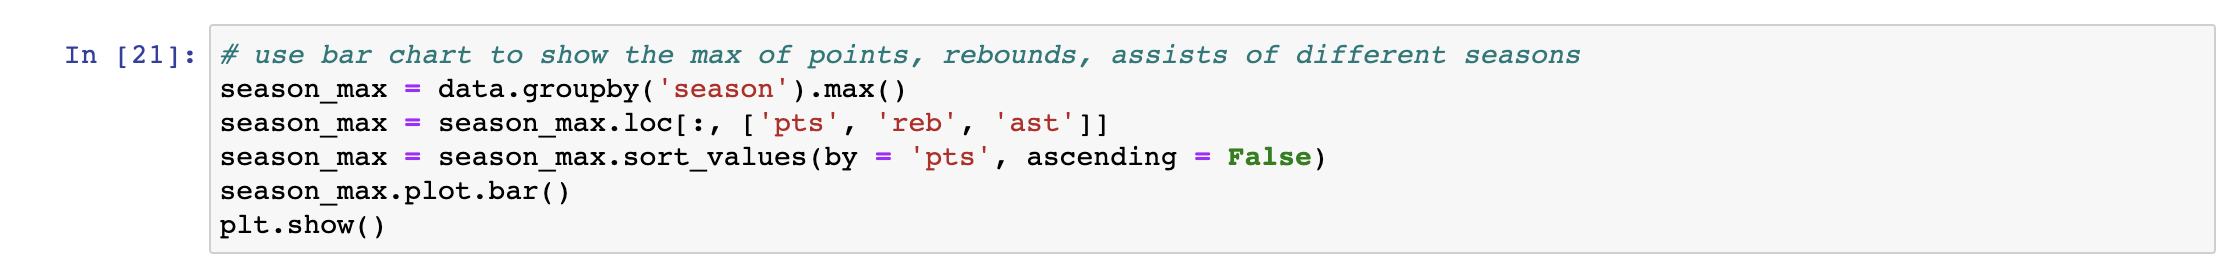 In [21]: # use bar chart to show the max of points, rebounds, assists of different seasons
season_max = data.groupby('season').max()
season_max = season_max.loc[:, ['pts', 'reb', 'ast']]
season_max = season_max.sort_values(by = 'pts', ascending = False)
season_max.plot.bar()
plt.show()